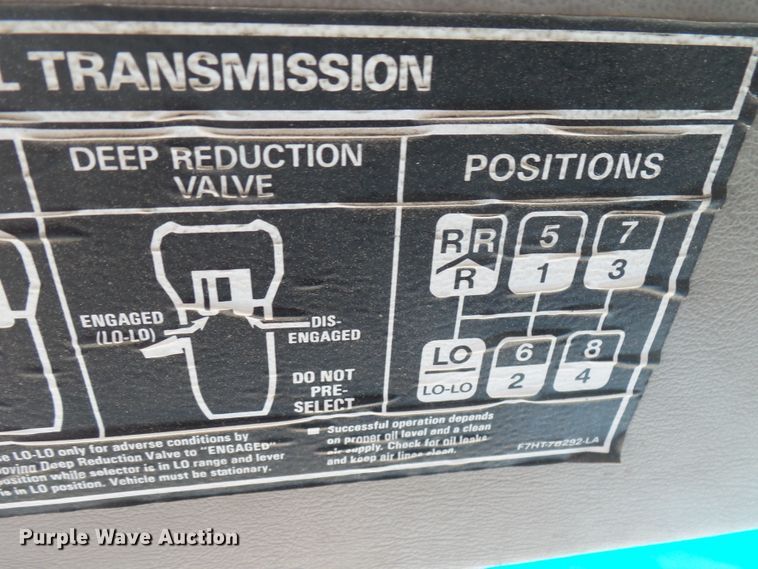 L TRANSMISSION
DEEP REDUCTION
VALVE
POSITIONS
ENGAGED
(LO-LO)
DIS-
ENGAGED
DO NOT
PRE-
SELECT
R R
R
5
1
7
3
LO
LO-LO
6
2
8
4
se LO-LO only for adverse conditions by
oving Deep Reduction Valve to "ENGAGED"
position while selector is in LO range and lever
is in LO position. Vehicle must be stationary.
Successful operation depends
on proper oil level and a clean
air supply. Check for oil leaks
and keep air lines clean.
F7HT-7B292-LA
Purple Wave Auction